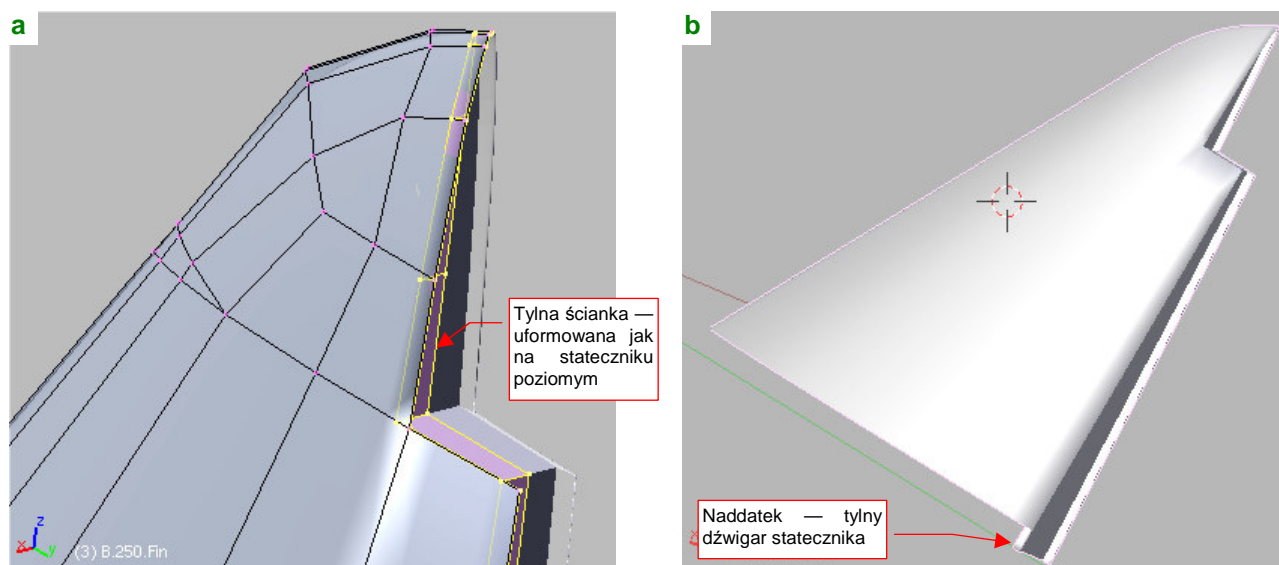 a
b
Tylna ścianka —
uformowana jak
na stateczniku
poziomym
Naddatek — tylny
dźwigar statecznika
z
x
y
(3) B.250.Fin
x